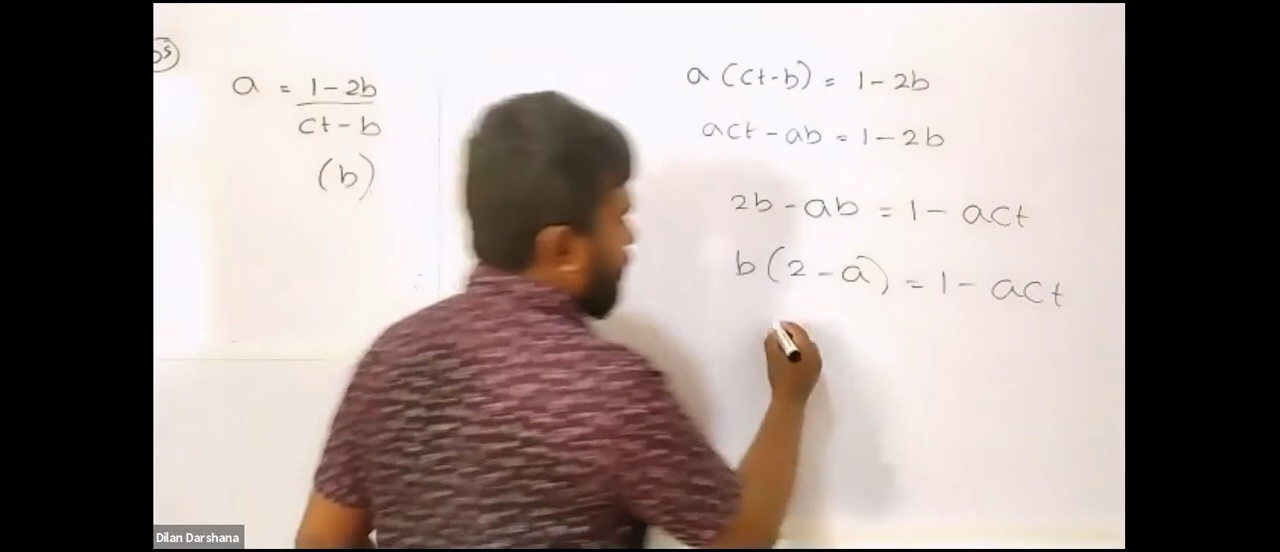 05
a = 1-2b
ct-b
(b)
a (ct-b) = 1-2b
act-ab = 1-2b
2b-ab = 1- act
b(2-a) = 1- act
Dilan Darshana